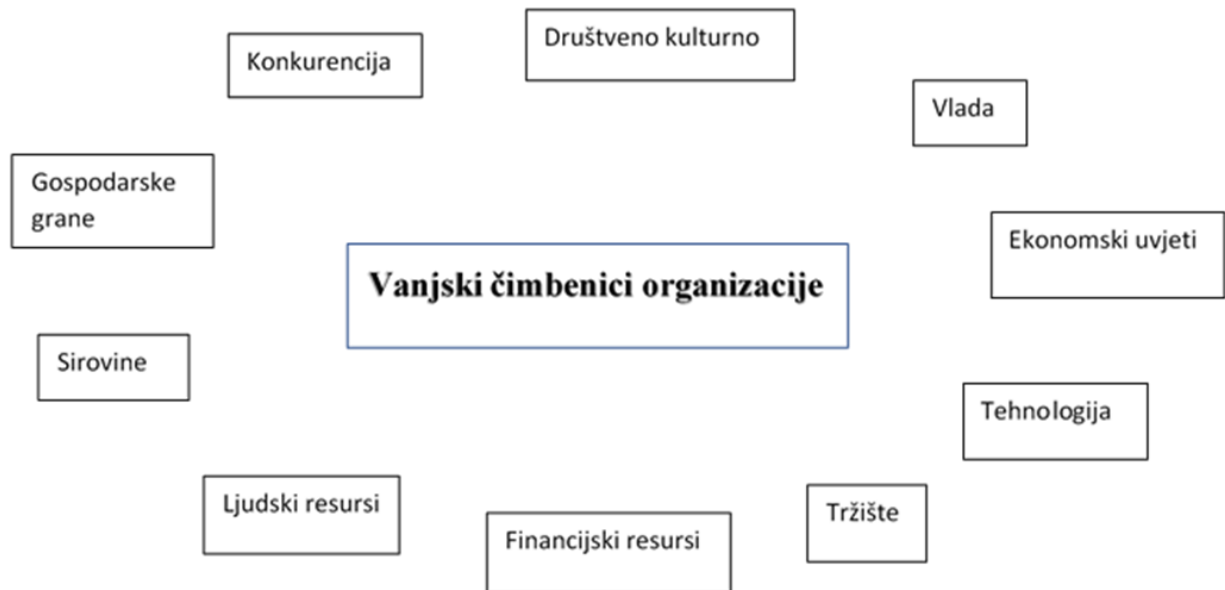 Društveno kulturno
Konkurencija
Vlada
Gospodarske
grane
Ekonomski uvjeti
Vanjski čimbenici organizacije
Sirovine
Tehnologija
Ljudski resursi
Tržište
Financijski resursi